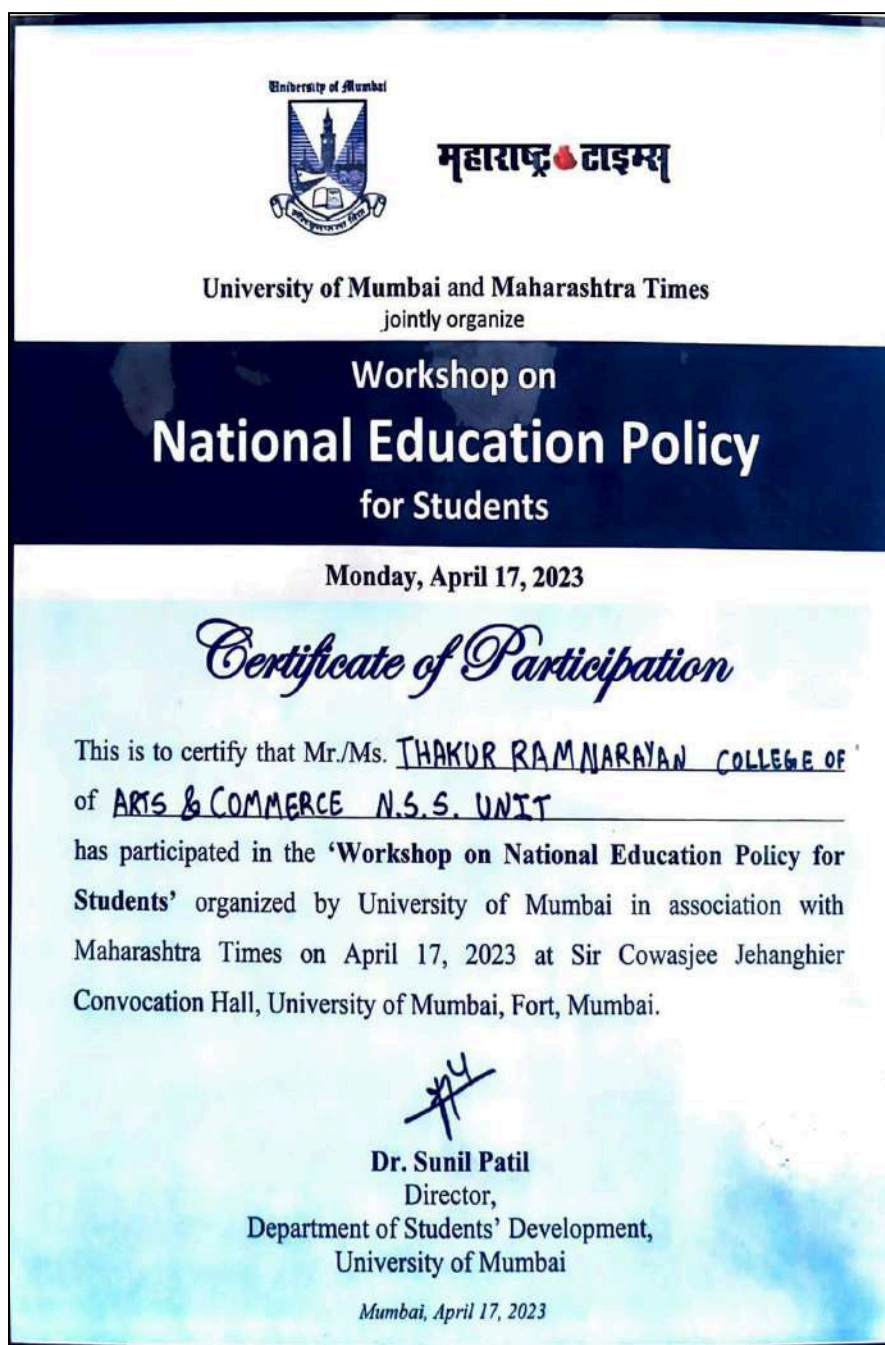 University of Mumbai
महाराष्ट्र टाइम्स
University of Mumbai and Maharashtra Times
jointly organize
Workshop on
National Education Policy
for Students
Monday, April 17, 2023
Certificate of Participation
This is to certify that Mr./Ms. THAKUR RAMNARAYAN COLLEGE OF
of ARTS & COMMERCE N.S.S. UNIT
has participated in the ‘Workshop on National Education Policy for
Students’ organized by University of Mumbai in association with
Maharashtra Times on April 17, 2023 at Sir Cowasjee Jehanghier
Convocation Hall, University of Mumbai, Fort, Mumbai.
Dr. Sunil Patil
Director,
Department of Students’ Development,
University of Mumbai
Mumbai, April 17, 2023